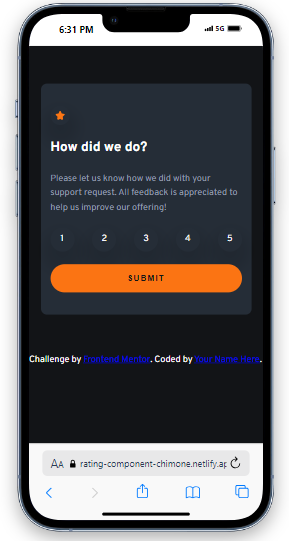 6:31 PM
5G
How did we do?
Please let us know how we did with your
support request. All feedback is appreciated to
help us improve our offering!
1 2 3 4 5
SUBMIT
Challenge by Frontend Mentor. Coded by Your Name Here.
AA rating-component-chimone.netlify.ap